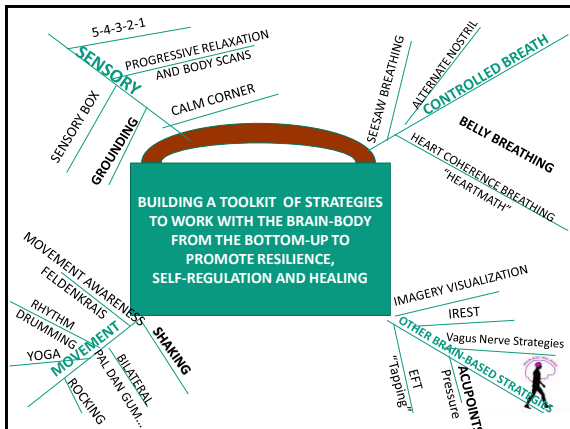 5-4-3-2-1
SENSORY
PROGRESSIVE RELAXATION
AND BODY SCANS
SENSORY BOX
GROUNDING
CALM CORNER
SEESAW BREATHING
ALTERNATE NOSTRIL
CONTROLLED BREATH
BELLY BREATHING
HEART COHERENCE BREATHING
“HEARTMATH”
BUILDING A TOOLKIT OF STRATEGIES
TO WORK WITH THE BRAIN-BODY
FROM THE BOTTOM-UP TO
PROMOTE RESILIENCE,
SELF-REGULATION AND HEALING
MOVEMENT AWARENESS
FELDENKRAIS
RHYTHM
DRUMMING
YOGA
MOVEMENT
ROCKING
PAL DAN GUM...
BILATERAL
SHAKING
IMAGERY VISUALIZATION
IREST
Vagus Nerve Strategies
OTHER BRAIN-BASED STRATEGIES
EFT
“Tapping”
ACUPOINTS
Pressure